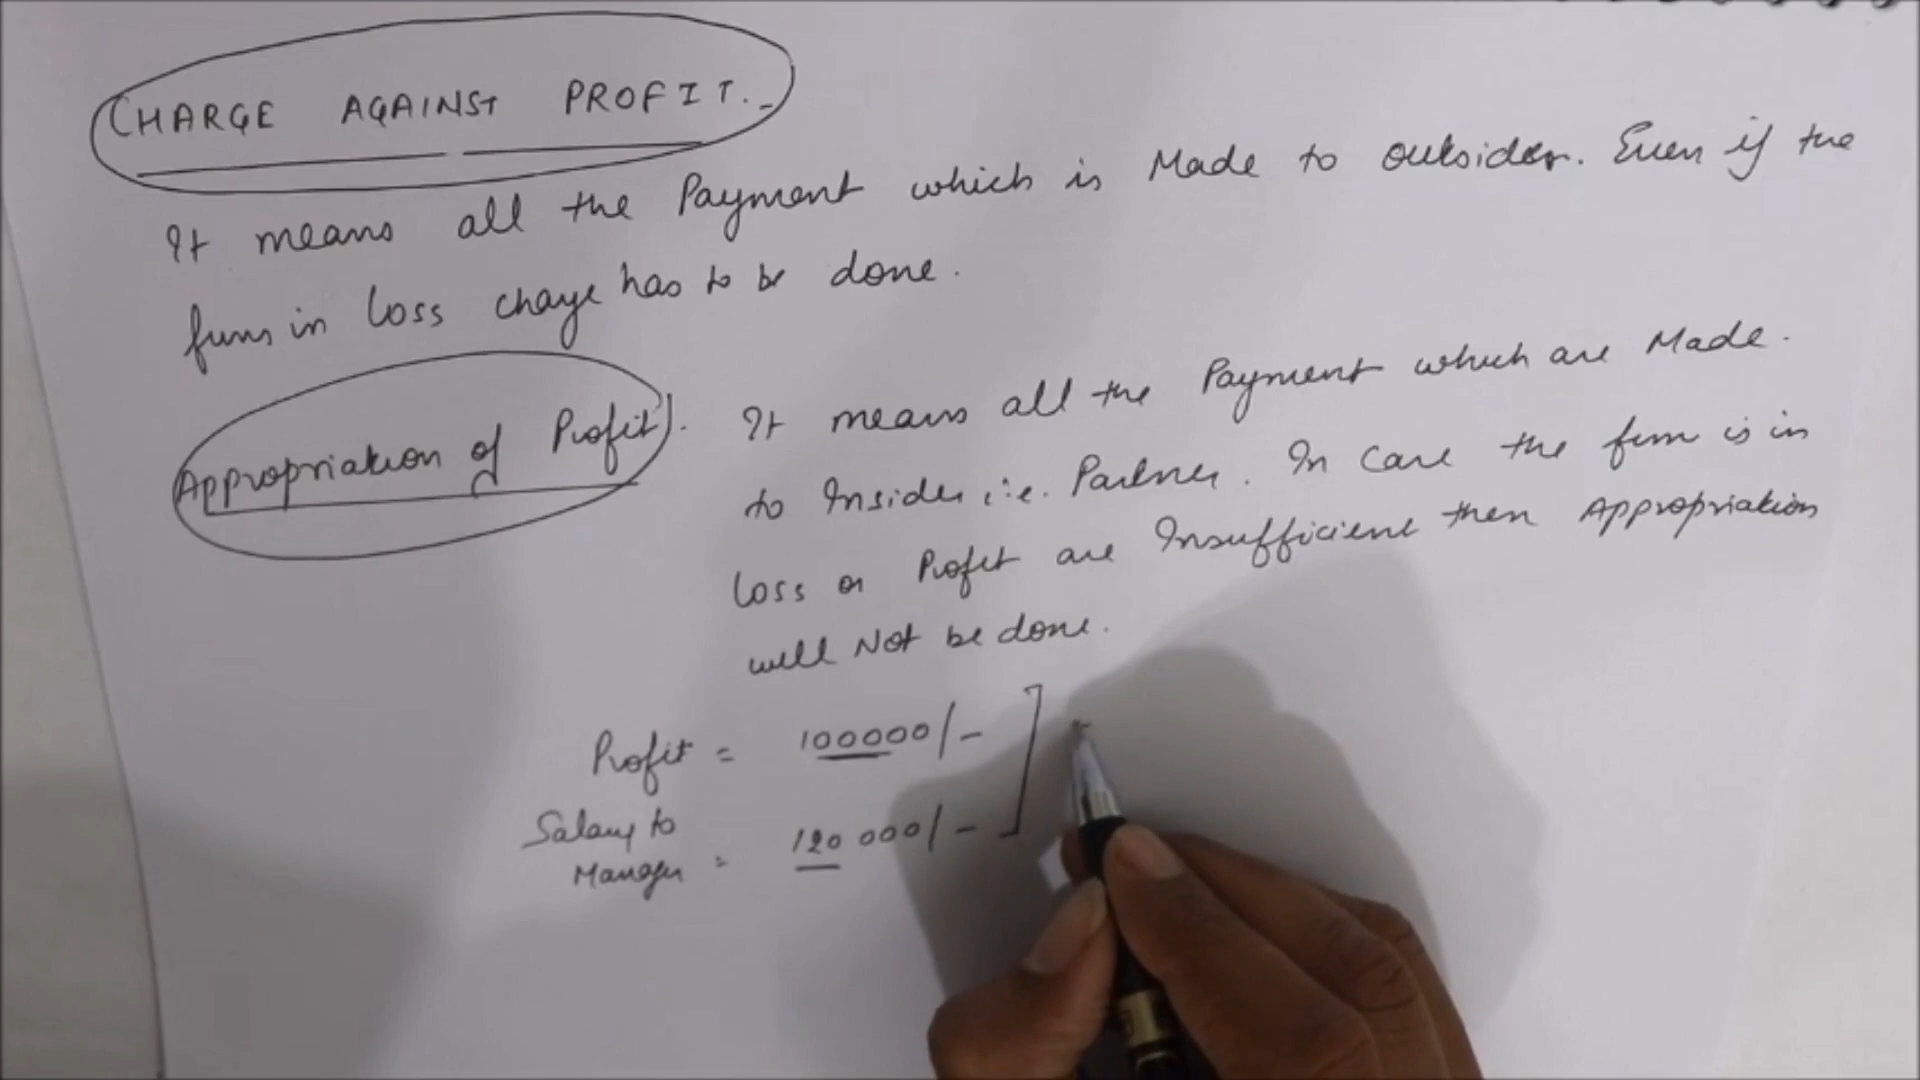 CHARGE AGAINST PROFIT.
It means all the Payment which is Made to outsider. Even if the
firms in loss charge has to be done.
Appropriation of Profit). It means all the Payment which are Made.
to Insider i.e. Partner. In case the firm is in
loss or Profit are Insufficient then Appropriation
will Not be done.
Profit = 100000/-
Salary to
Manager = 120 000/-